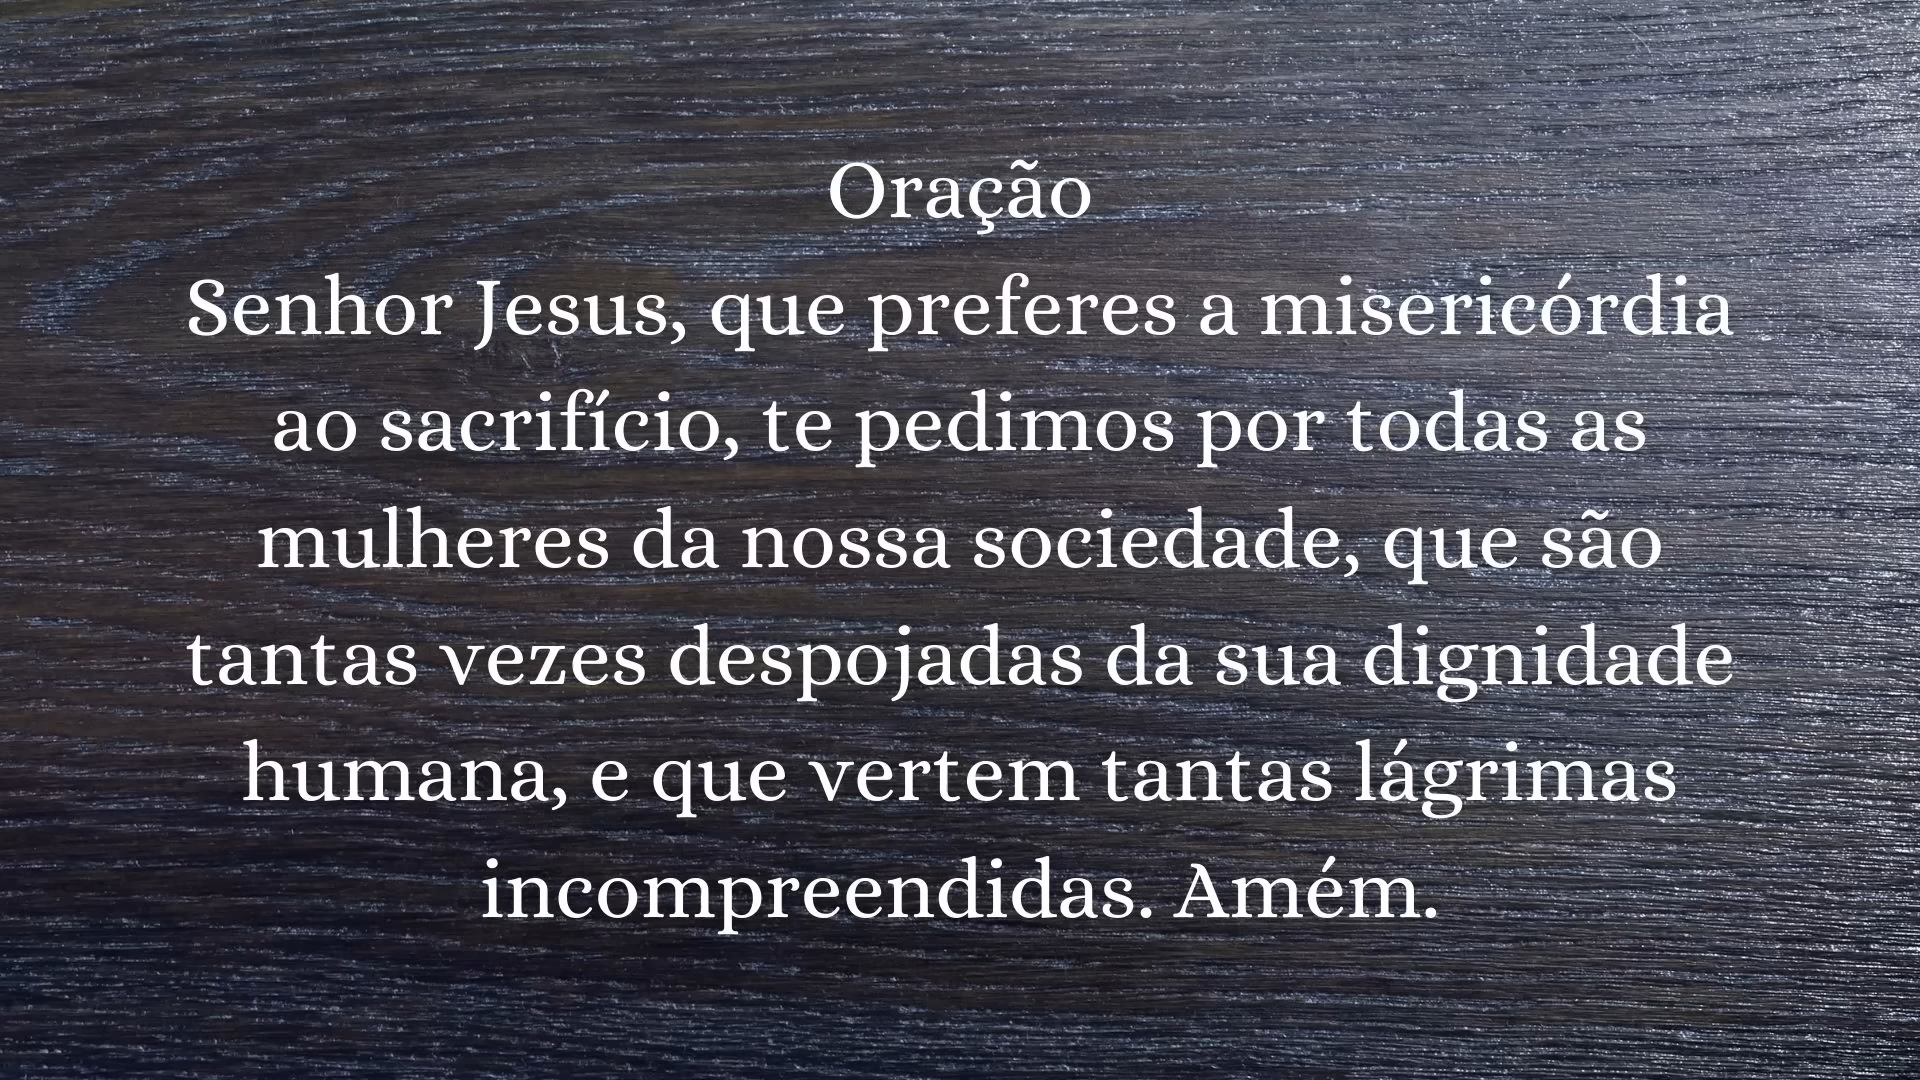 Oração
Senhor Jesus, que preferes a misericórdia
ao sacrifício, te pedimos por todas as
mulheres da nossa sociedade, que são
tantas vezes despojadas da sua dignidade
humana, e que vertem tantas lágrimas
incompreendidas. Amém.